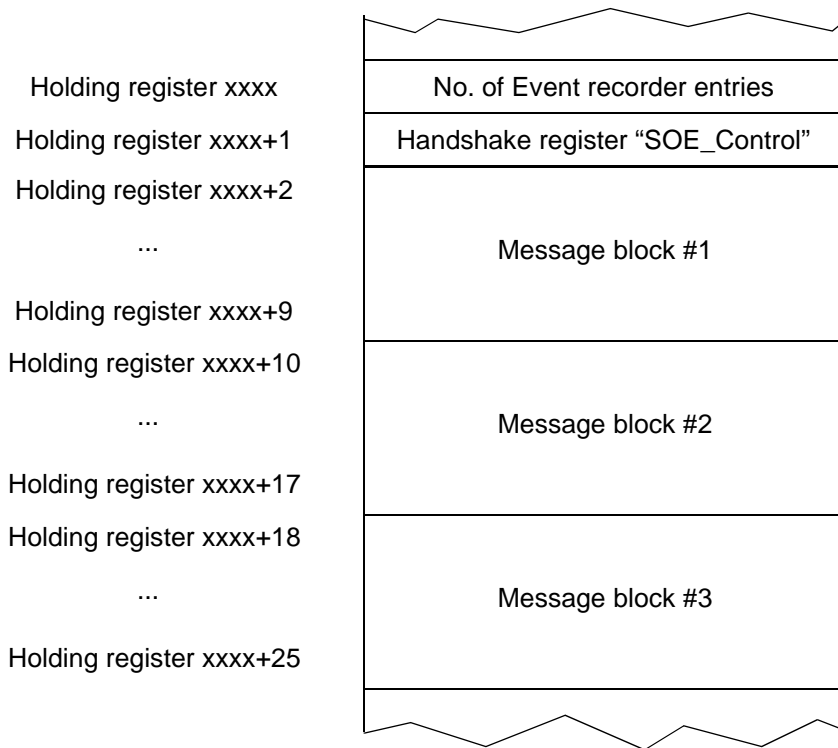 Holding register xxxx No. of Event recorder entries
Holding register xxxx+1 Handshake register “SOE_Control”
Holding register xxxx+2
... Message block #1
Holding register xxxx+9
Holding register xxxx+10
... Message block #2
Holding register xxxx+17
Holding register xxxx+18
... Message block #3
Holding register xxxx+25